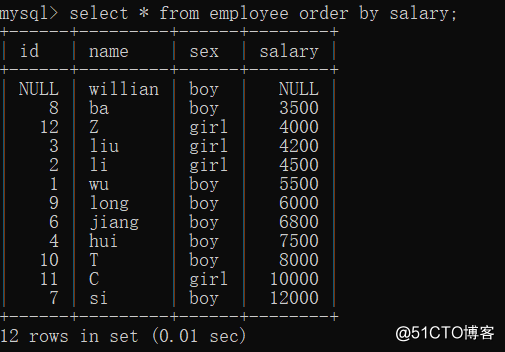 mysql> select * from employee order by salary;
+------+---------+------+--------+
| id   | name    | sex  | salary |
+------+---------+------+--------+
| NULL | willian | boy  |   NULL |
|    8 | ba      | boy  |   3500 |
|   12 | Z       | girl |   4000 |
|    3 | liu     | girl |   4200 |
|    2 | li      | girl |   4500 |
|    1 | wu      | boy  |   5500 |
|    9 | long    | boy  |   6000 |
|    6 | jiang   | boy  |   6800 |
|    4 | hui     | boy  |   7500 |
|   10 | T       | boy  |   8000 |
|   11 | C       | girl |  10000 |
|    7 | si      | boy  |  12000 |
+------+---------+------+--------+
12 rows in set (0.01 sec)
@51CTO博客